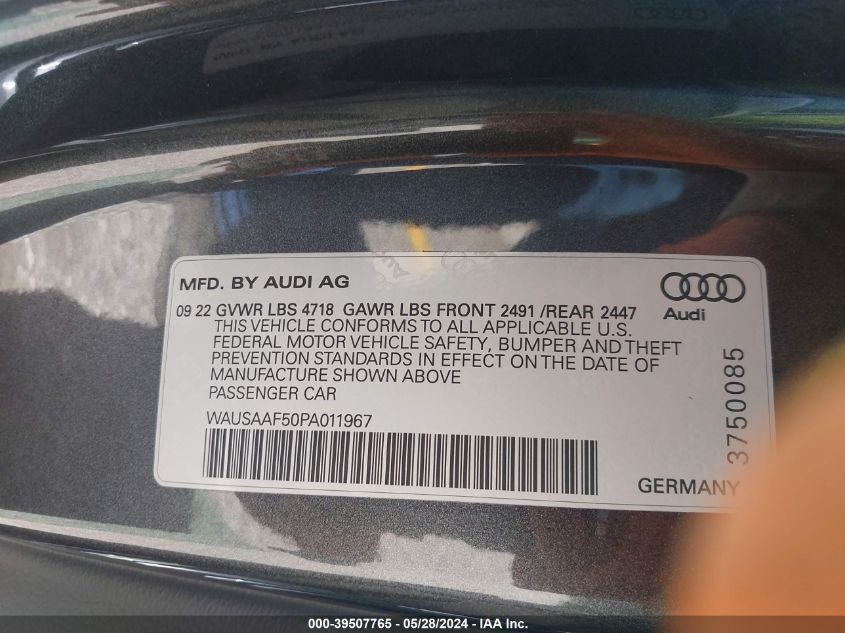 MFD. BY AUDI AG
Audi
09 22 GVWR LBS 4718 GAWR LBS FRONT 2491 /REAR 2447
THIS VEHICLE CONFORMS TO ALL APPLICABLE U.S.
FEDERAL MOTOR VEHICLE SAFETY, BUMPER AND THEFT
PREVENTION STANDARDS IN EFFECT ON THE DATE OF
MANUFACTURE SHOWN ABOVE
PASSENGER CAR
WAUSAAF50PA011967
3750085
GERMANY
000-39507765 - 05/28/2024 - IAA Inc.